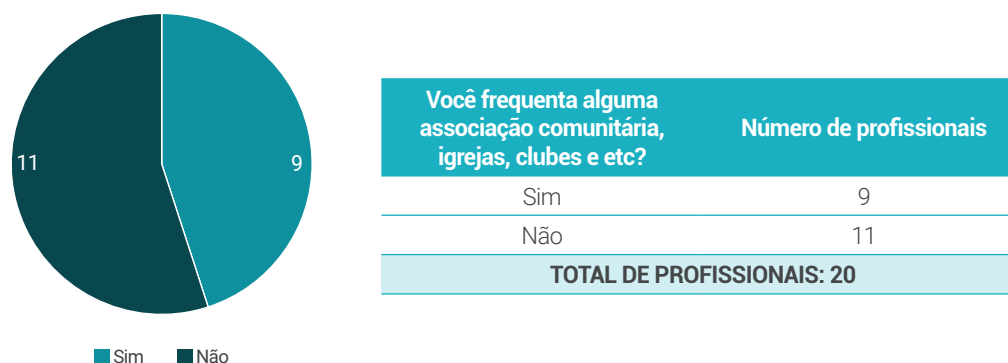 11
9
Sim
Não
Você frequenta alguma
associação comunitária,
igrejas, clubes e etc?
Número de profissionais
Sim 9
Não 11
TOTAL DE PROFISSIONAIS: 20